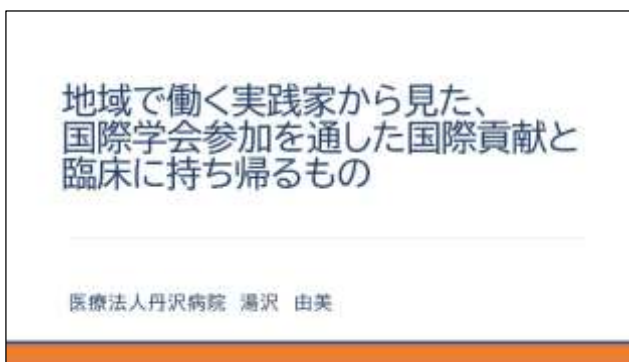 地域で働く実践家から見た、
国際学会参加を通した国際貢献と
臨床に持ち帰るもの
医療法人丹沢病院 湯沢 由美